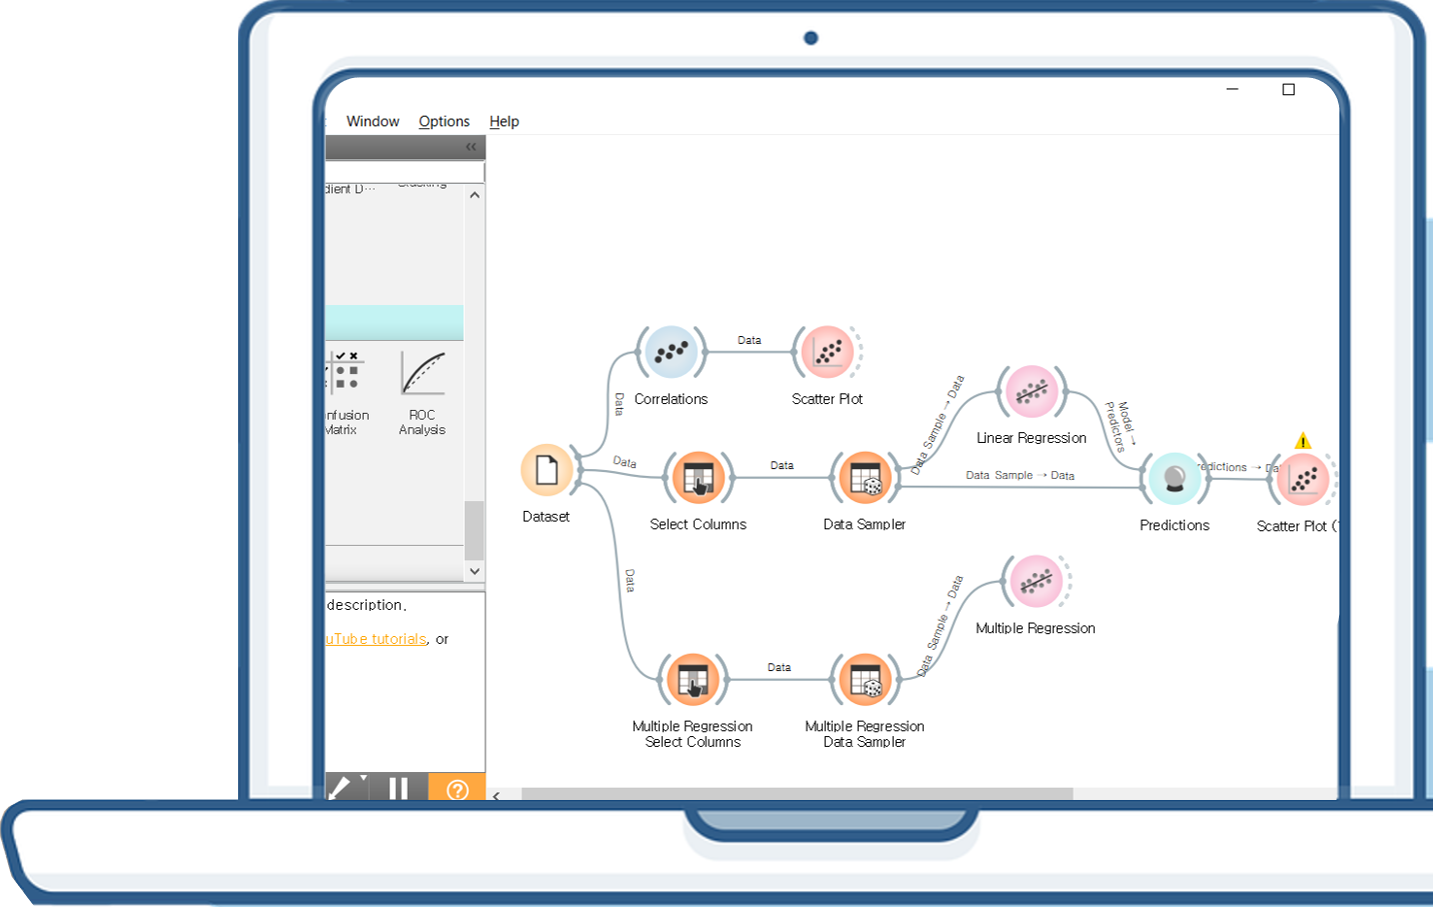 Window Options Help
dient D...
nfusion
Matrix
ROC
Analysis
description.
uTube tutorials, or
Data
Correlations
Data
Scatter Plot
Dataset
Data
Select Columns
Data
Data Sampler
Data Sample → Data
Linear Regression
Model →
Predictors
Data Sample → Data
Predictions
redictions → Da
Scatter Plot (
Data
Multiple Regression
Select Columns
Data
Multiple Regression
Data Sampler
Data Sample → Data
Multiple Regression